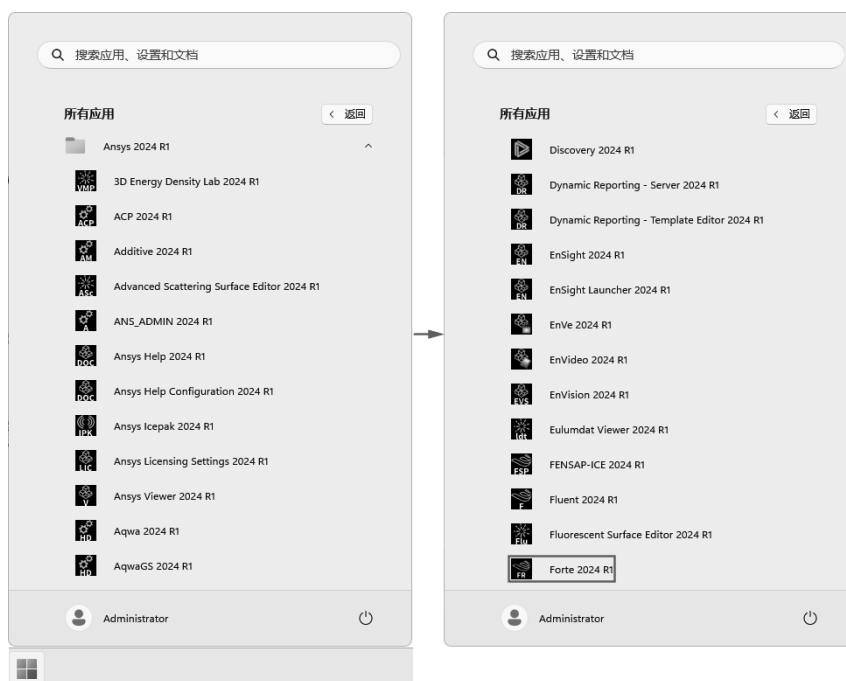 搜索应用、设置和文档
所有应用
返回
Ansys 2024 R1
VMP
3D Energy Density Lab 2024 R1
ACP
ACP 2024 R1
AM
Additive 2024 R1
ASc
Advanced Scattering Surface Editor 2024 R1
A
ANS_ADMIN 2024 R1
DOC
Ansys Help 2024 R1
DOC
Ansys Help Configuration 2024 R1
IPK
Ansys Icepak 2024 R1
LIC
Ansys Licensing Settings 2024 R1
V
Ansys Viewer 2024 R1
HD
Aqwa 2024 R1
HD
AqwaGS 2024 R1
Administrator
搜索应用、设置和文档
所有应用
返回
Discovery 2024 R1
DR
Dynamic Reporting - Server 2024 R1
DR
Dynamic Reporting - Template Editor 2024 R1
EN
EnSight 2024 R1
EN
EnSight Launcher 2024 R1
EnVe 2024 R1
EnVideo 2024 R1
EVS
EnVision 2024 R1
ldt
Eulumdat Viewer 2024 R1
FSP
FENSAP-ICE 2024 R1
F
Fluent 2024 R1
Flu
Fluorescent Surface Editor 2024 R1
FR
Forte 2024 R1
Administrator